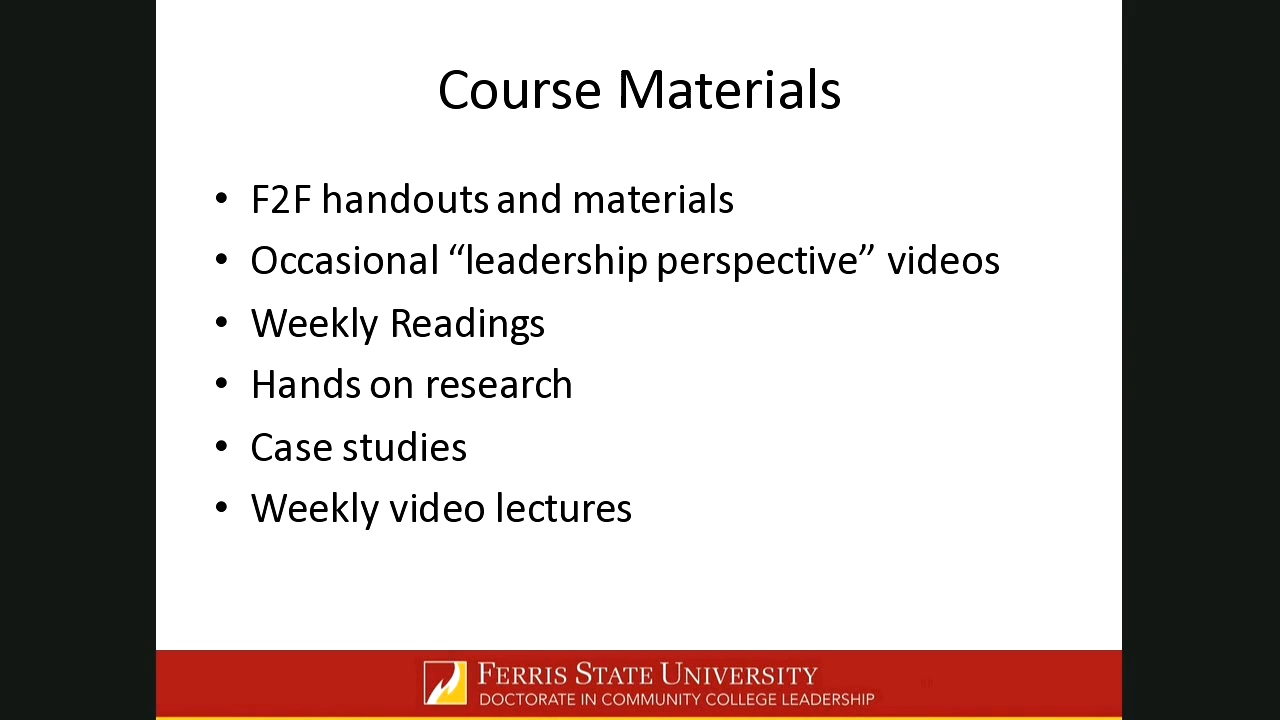 Course Materials
• F2F handouts and materials
• Occasional “leadership perspective” videos
• Weekly Readings
• Hands on research
• Case studies
• Weekly video lectures
FERRIS STATE UNIVERSITY
DOCTORATE IN COMMUNITY COLLEGE LEADERSHIP